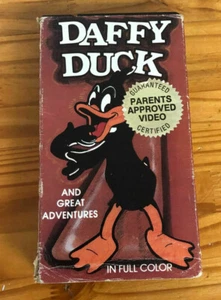 DAFFY
DUCK
GUARANTEED
PARENTS
APPROVED
VIDEO
CERTIFIED
AND
GREAT
ADVENTURES
IN FULL COLOR